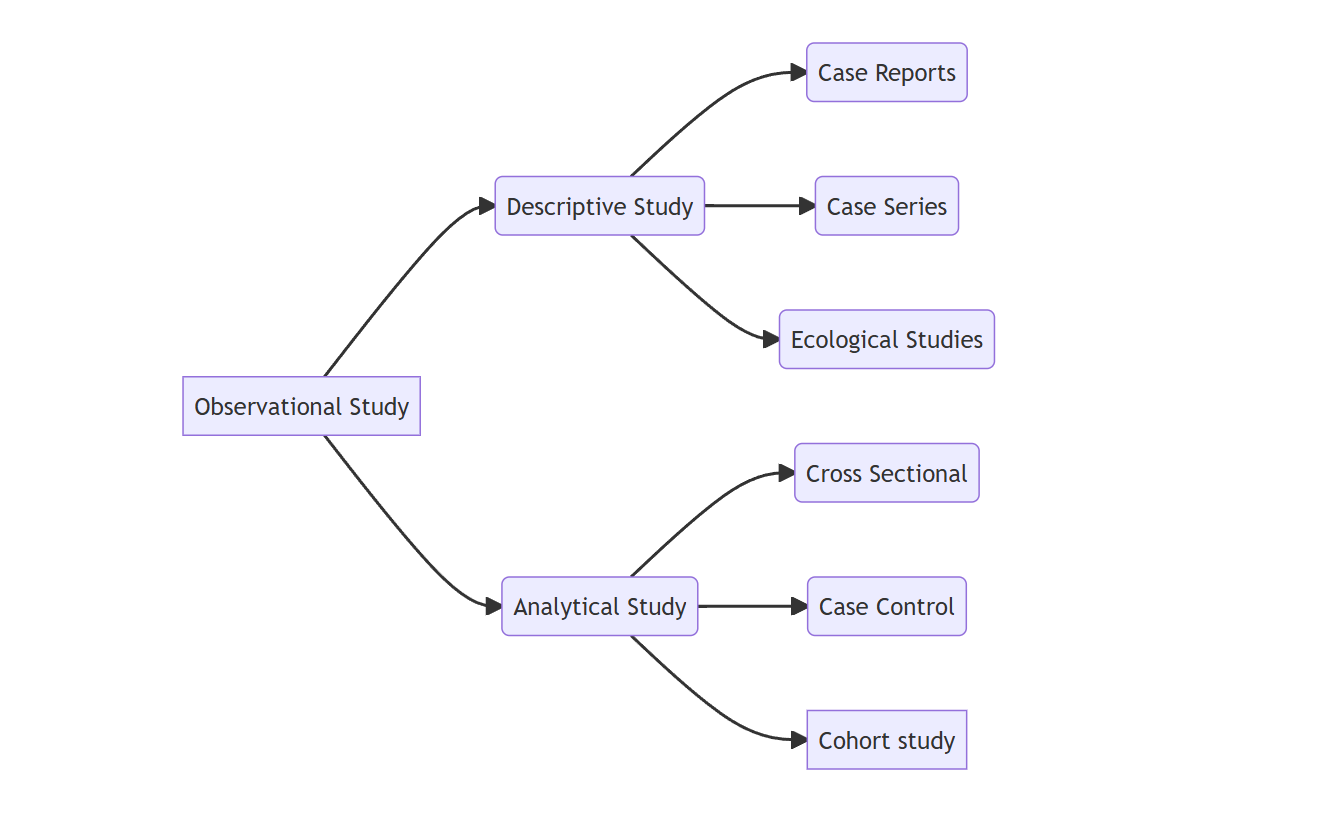 Case Reports
Descriptive Study
Case Series
Ecological Studies
Observational Study
Cross Sectional
Analytical Study
Case Control
Cohort study